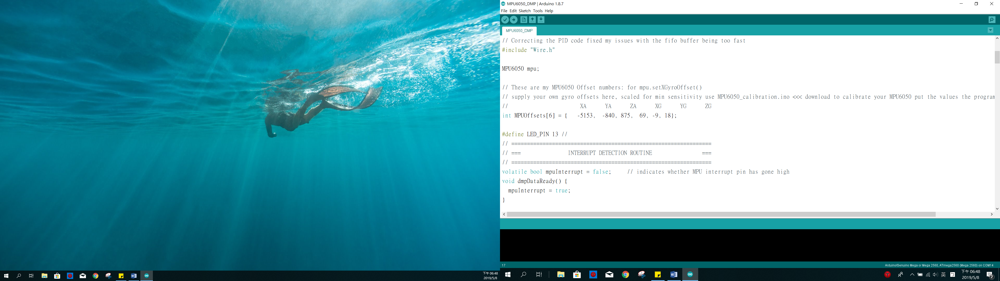 下午 06:48
2019/5/8
MPU6050_DMP | Arduino 1.8.7
File Edit Sketch Tools Help
MPU6050_DMP
// Correcting the PID code fixed my issues with the fifo buffer being too fast
#include "Wire.h"
MPU6050 mpu;
// These are my MPU6050 Offset numbers: for mpu.setXGyroOffset()
// supply your own gyro offsets here, scaled for min sensitivity use MPU6050_calibration.ino <<< download to calibrate your MPU6050 put the values the program
// XA YA ZA XG YG ZG
int MPUOffsets[6] = { -5153, -840, 875, 69, -9, 18};
#define LED_PIN 13 //
// ================================================================
// === INTERRUPT DETECTION ROUTINE ===
// ================================================================
volatile bool mpuInterrupt = false; // indicates whether MPU interrupt pin has gone high
void dmpDataReady() {
mpuInterrupt = true;
}
17
Arduino/Genuino Mega or Mega 2560, ATmega2560 (Mega 2560) on COM14
英
下午 06:48
2019/5/8
2